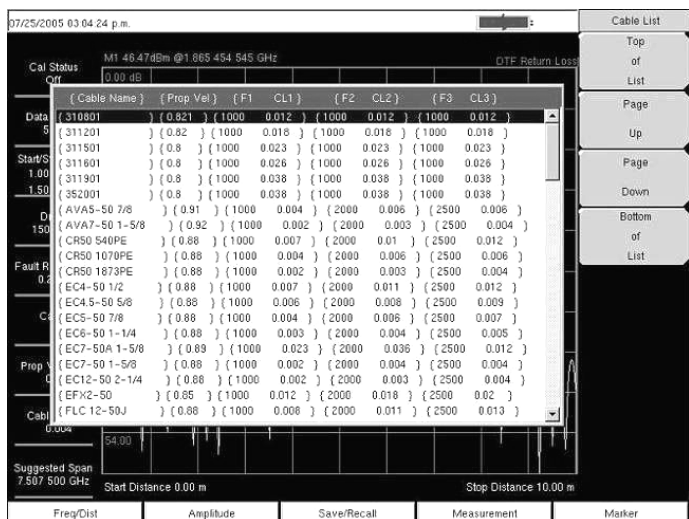 07/25/2005 03:04:24 p.m.
Cable List
Top
of
List
Page
Up
Page
Down
Bottom
of
List
M1 46.47dBm @1.865 454 545 GHz
DTF Return Loss
Cal Status
Off
0.00 dB
{ Cable Name } { Prop Vel } { F1 CL1 } { F2 CL2 } { F3 CL3 }
{ 310801 } { 0.821 } { 1000 0.012 } { 1000 0.012 } { 1000 0.012 }
{ 311201 } { 0.82 } { 1000 0.018 } { 1000 0.018 } { 1000 0.018 }
{ 311501 } { 0.8 } { 1000 0.023 } { 1000 0.023 } { 1000 0.023 }
{ 311601 } { 0.8 } { 1000 0.026 } { 1000 0.026 } { 1000 0.026 }
{ 311901 } { 0.8 } { 1000 0.038 } { 1000 0.038 } { 1000 0.038 }
{ 352001 } { 0.8 } { 1000 0.038 } { 1000 0.038 } { 1000 0.038 }
{ AVA5-50 7/8 } { 0.91 } { 1000 0.004 } { 2000 0.006 } { 2500 0.006 }
{ AVA7-50 1-5/8 } { 0.92 } { 1000 0.002 } { 2000 0.003 } { 2500 0.004 }
{ CR50 540PE } { 0.88 } { 1000 0.007 } { 2000 0.01 } { 2500 0.012 }
{ CR50 1070PE } { 0.88 } { 1000 0.004 } { 2000 0.006 } { 2500 0.006 }
{ CR50 1873PE } { 0.88 } { 1000 0.002 } { 2000 0.003 } { 2500 0.004 }
{ EC4-50 1/2 } { 0.88 } { 1000 0.007 } { 2000 0.011 } { 2500 0.012 }
{ EC4.5-50 5/8 } { 0.88 } { 1000 0.006 } { 2000 0.008 } { 2500 0.009 }
{ EC5-50 7/8 } { 0.88 } { 1000 0.004 } { 2000 0.006 } { 2500 0.007 }
{ EC6-50 1-1/4 } { 0.88 } { 1000 0.003 } { 2000 0.004 } { 2500 0.005 }
{ EC7-50A 1-5/8 } { 0.89 } { 1000 0.023 } { 2000 0.036 } { 2500 0.012 }
{ EC7-50 1-5/8 } { 0.88 } { 1000 0.002 } { 2000 0.004 } { 2500 0.004 }
{ EC12-50 2-1/4 } { 0.88 } { 1000 0.002 } { 2000 0.003 } { 2500 0.004 }
{ EFX2-50 } { 0.85 } { 1000 0.012 } { 2000 0.018 } { 2500 0.02 }
{ FLC 12-50J } { 0.88 } { 1000 0.008 } { 2000 0.011 } { 2500 0.013 }
Data
5
Start/S
1.00
1.50
D
150
Fault R
0.2
Ca
Prop V
0
Cabl
0.004
54.00
Suggested Span
7.507 500 GHz
Start Distance 0.00 m
Stop Distance 10.00 m
Freq/Dist
Amplitude
Save/Recall
Measurement
Marker